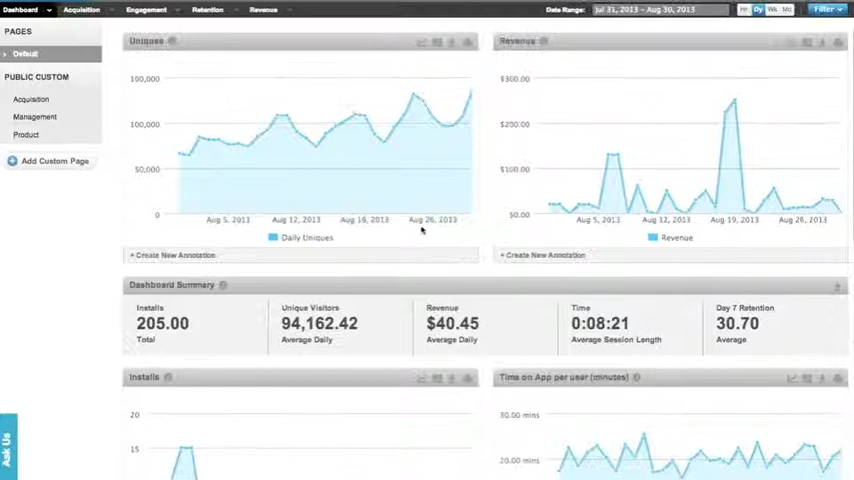 Dashboard Acquisition Engagement Retention Revenue Date Range: Jul 31, 2013 - Aug 30, 2013 Hr Dy Wk Mo Filter
PAGES
Default
PUBLIC CUSTOM
Acquisition
Management
Product
Add Custom Page
Uniques
150,000
100,000
50,000
0
Aug 5, 2013 Aug 12, 2013 Aug 19, 2013 Aug 26, 2013
Daily Uniques
+ Create New Annotation
Revenue
$300.00
$200.00
$100.00
$0.00
Aug 5, 2013 Aug 12, 2013 Aug 19, 2013 Aug 26, 2013
Revenue
+ Create New Annotation
Dashboard Summary
Installs
205.00
Total
Unique Visitors
94,162.42
Average Daily
Revenue
$40.45
Average Daily
Time
0:08:21
Average Session Length
Day 7 Retention
30.70
Average
Installs
20
15
Time on App per user (minutes)
30.00 mins
20.00 mins
Ask Us